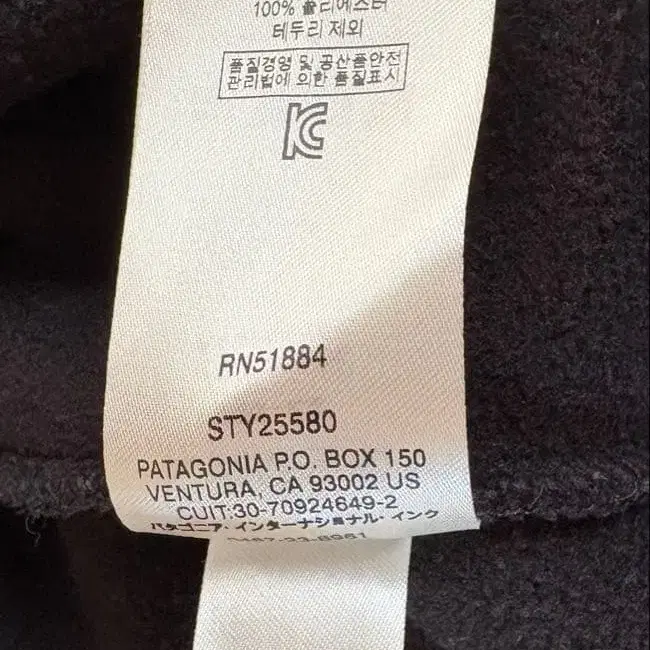 100% 폴리에스터
테두리 제외
품질경영 및 공산품안전
관리법에 의한 품질표시
RN51884
STY25580
PATAGONIA P.O. BOX 150
VENTURA, CA 93002 US
CUIT:30-70924649-2
パタゴニア・インターナショナル・インク